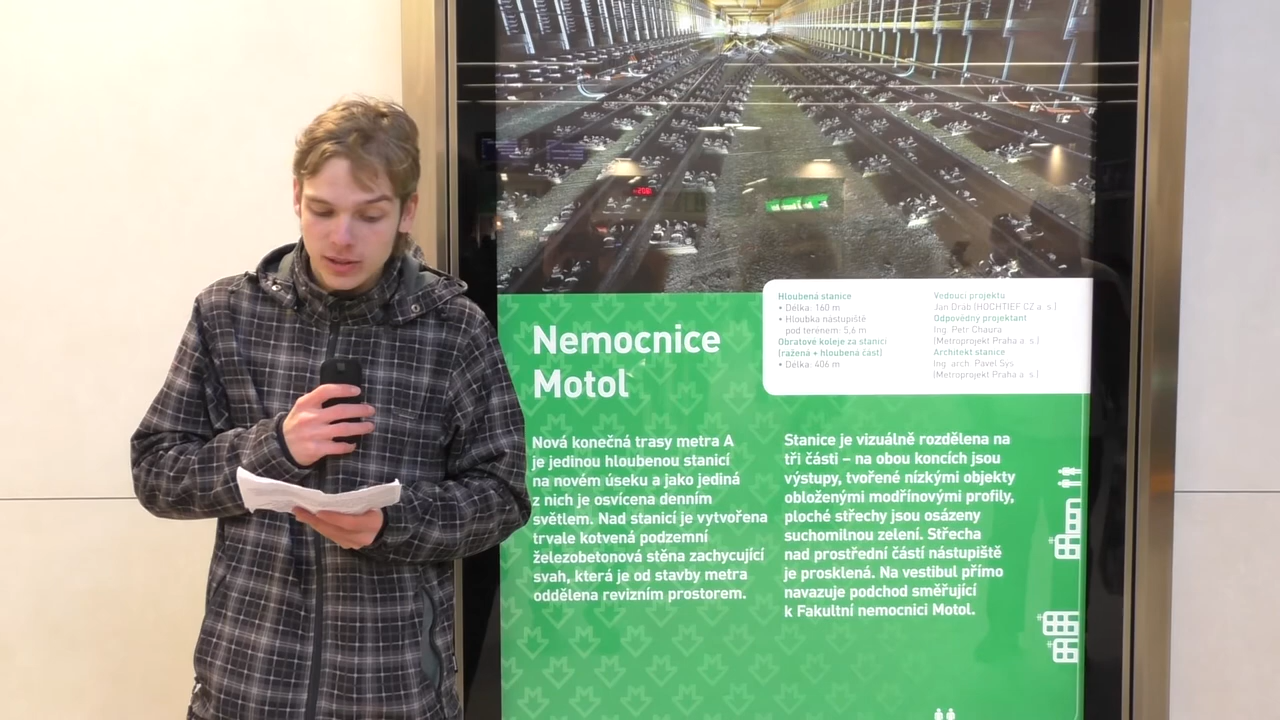 Nemocnice
Motol
Hloubená stanice
• Délka: 160 m
• Hloubka nástupiště
pod terénem: 5,6 m
Obratové koleje za stanicí
(ražená + hloubená část)
• Délka: 406 m
Vedoucí projektu
Jan Dráb (HOCHTIEF CZ a. s.)
Odpovědný projektant
Ing. Petr Chaura
(Metroprojekt Praha a. s.)
Architekt stanice
Ing. arch. Pavel Sýs
(Metroprojekt Praha a. s.)
Nová konečná trasy metra A
je jedinou hloubenou stanicí
na novém úseku a jako jediná
z nich je osvícena denním
světlem. Nad stanicí je vytvořena
trvale kotvená podzemní
železobetonová stěna zachycující
svah, která je od stavby metra
oddělena revizním prostorem.
Stanice je vizuálně rozdělena na
tři části – na obou koncích jsou
výstupy, tvořené nízkými objekty
obloženými modřínovými profily,
ploché střechy jsou osázeny
suchomilnou zelení. Střecha
nad prostřední částí nástupiště
je prosklená. Na vestibul přímo
navazuje podchod směřující
k Fakultní nemocnici Motol.